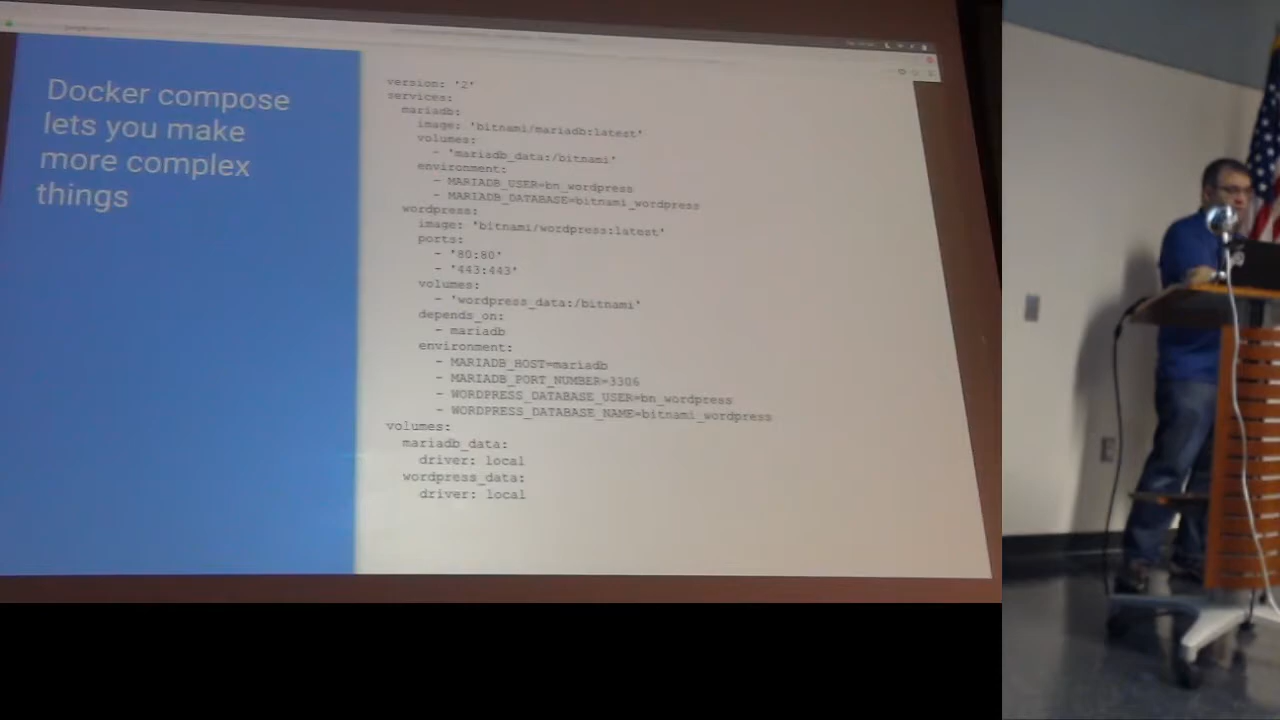 Docker compose
lets you make
more complex
things
version: '2'
services:
  mariadb:
    image: 'bitnami/mariadb:latest'
    volumes:
      - 'mariadb_data:/bitnami'
    environment:
      - MARIADB_USER=bn_wordpress
      - MARIADB_DATABASE=bitnami_wordpress
  wordpress:
    image: 'bitnami/wordpress:latest'
    ports:
      - '80:80'
      - '443:443'
    volumes:
      - 'wordpress_data:/bitnami'
    depends_on:
      - mariadb
    environment:
      - MARIADB_HOST=mariadb
      - MARIADB_PORT_NUMBER=3306
      - WORDPRESS_DATABASE_USER=bn_wordpress
      - WORDPRESS_DATABASE_NAME=bitnami_wordpress
volumes:
  mariadb_data:
    driver: local
  wordpress_data:
    driver: local